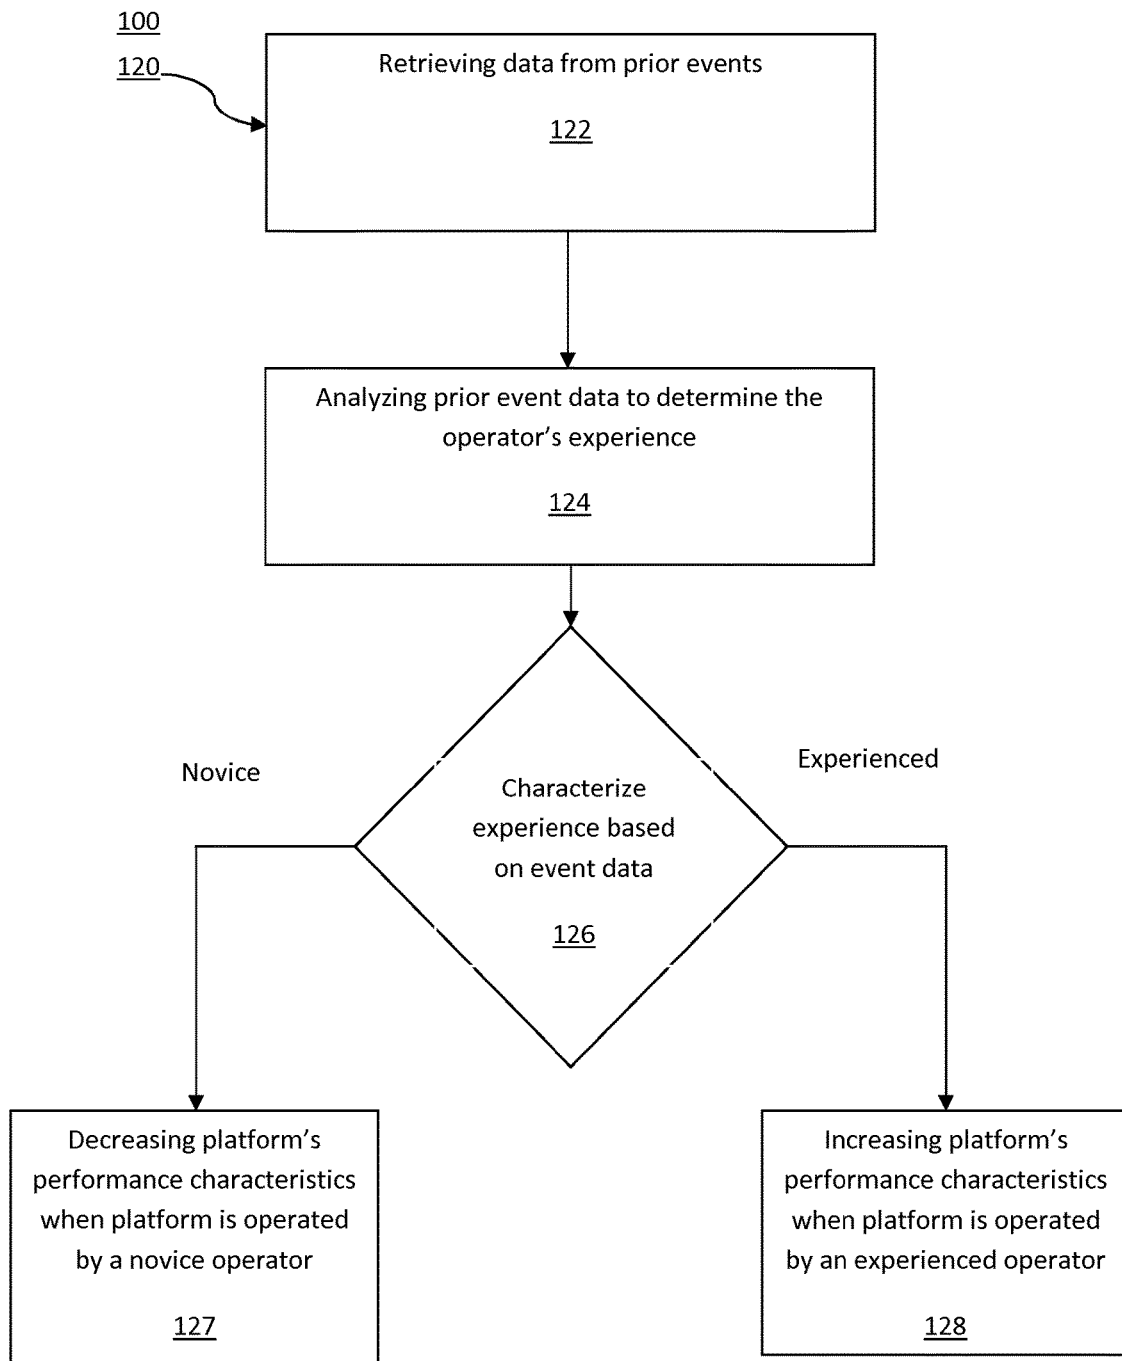 100
120
Retrieving data from prior events
122
Analyzing prior event data to determine the
operator’s experience
124
Novice
Experienced
Characterize
experience based
on event data
126
Decreasing platform’s
performance characteristics
when platform is operated
by a novice operator
127
Increasing platform’s
performance characteristics
when platform is operated
by an experienced operator
128